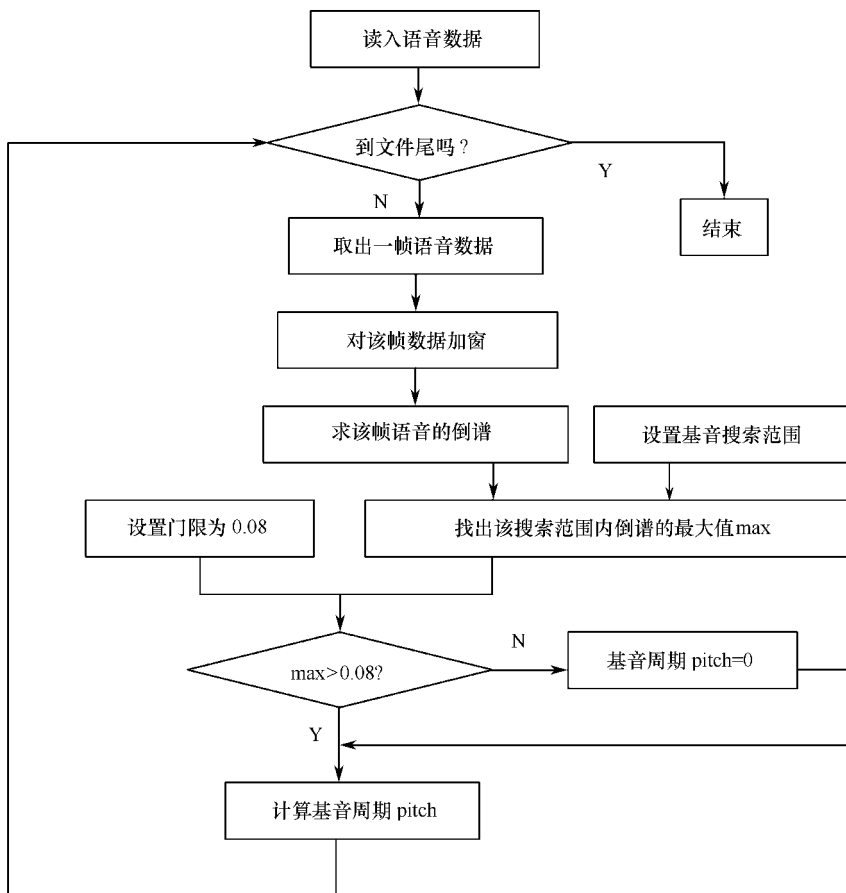 读入语音数据
到文件尾吗？
Y
N
结束
取出一帧语音数据
对该帧数据加窗
求该帧语音的倒谱
设置基音搜索范围
设置门限为 0.08
找出该搜索范围内倒谱的最大值max
max>0.08?
N
基音周期 pitch=0
Y
计算基音周期 pitch